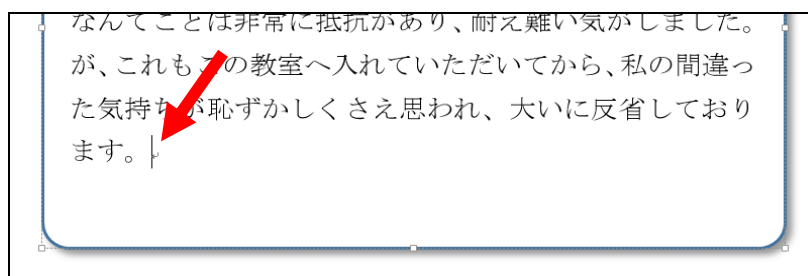 なんてことは非常に抵抗があり、耐え難い気がしました。
が、これもこの教室へ入れていただいてから、私の間違っ
た気持ちが恥ずかしくさえ思われ、大いに反省しており
ます。